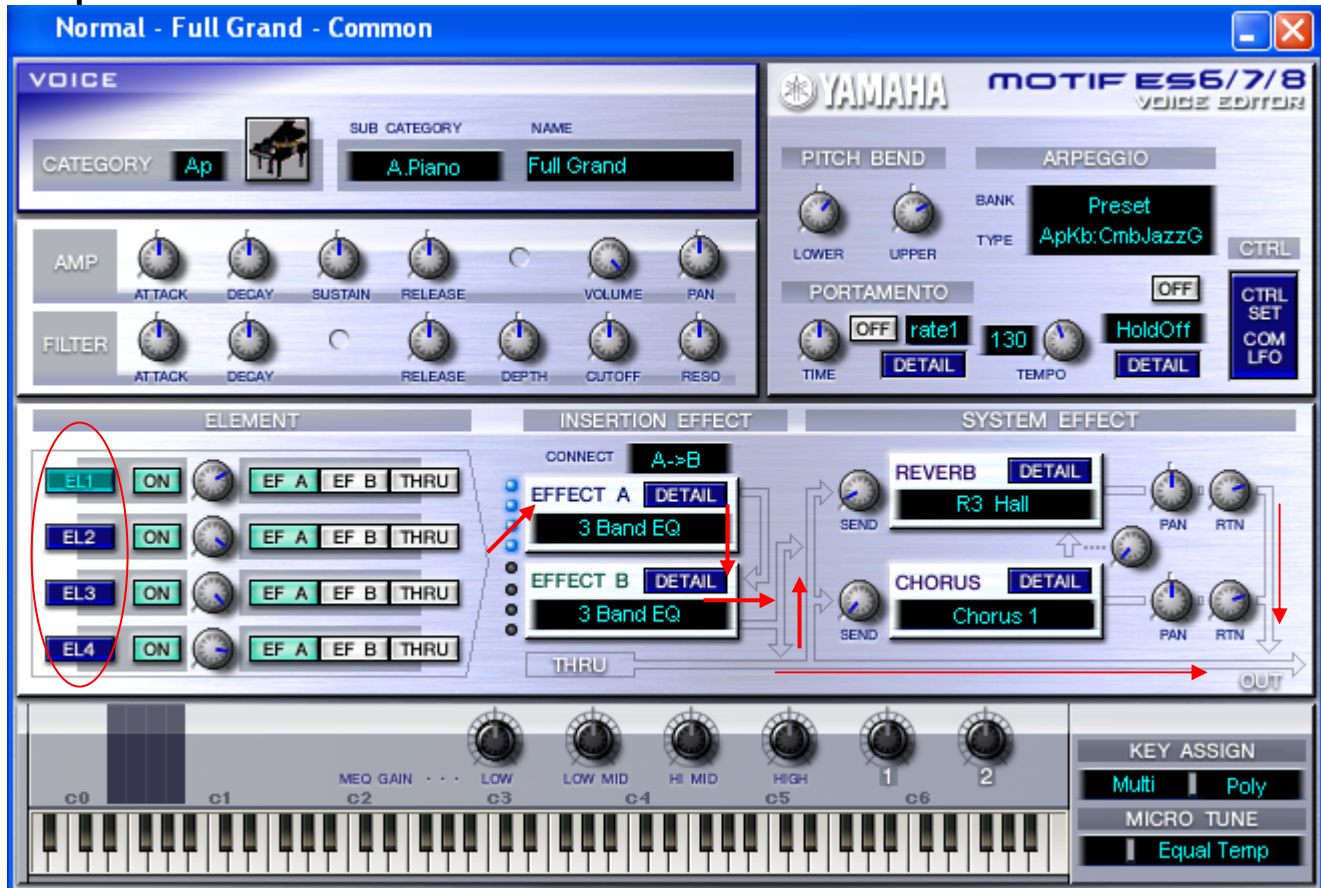 Normal - Full Grand - Common
VOICE
SUB CATEGORY NAME
CATEGORY Ap A.Piano Full Grand
YAMAHA MOTIF ES6/7/8
VOICE EDITOR
PITCH BEND ARPEGGIO
BANK Preset
TYPE ApKb:CmbJazzG
LOWER UPPER CTRL
AMP
ATTACK DECAY SUSTAIN RELEASE VOLUME PAN
FILTER
ATTACK DECAY RELEASE DEPTH CUTOFF RESO
PORTAMENTO OFF
OFF rate1 130 HoldOff
TIME DETAIL TEMPO DETAIL
CTRL
SET
COM
LFO
ELEMENT INSERTION EFFECT SYSTEM EFFECT
EL1 ON EF A EF B THRU
EL2 ON EF A EF B THRU
EL3 ON EF A EF B THRU
EL4 ON EF A EF B THRU
CONNECT A->B
EFFECT A DETAIL
3 Band EQ
EFFECT B DETAIL
3 Band EQ
THRU
REVERB DETAIL
R3 Hall
SEND PAN RTN
CHORUS DETAIL
Chorus 1
SEND PAN RTN
OUT
MEQ GAIN · · · LOW LOW MID HI MID HIGH 1 2
c0 c1 c2 c3 c4 c5 c6
KEY ASSIGN
Multi Poly
MICRO TUNE
Equal Temp